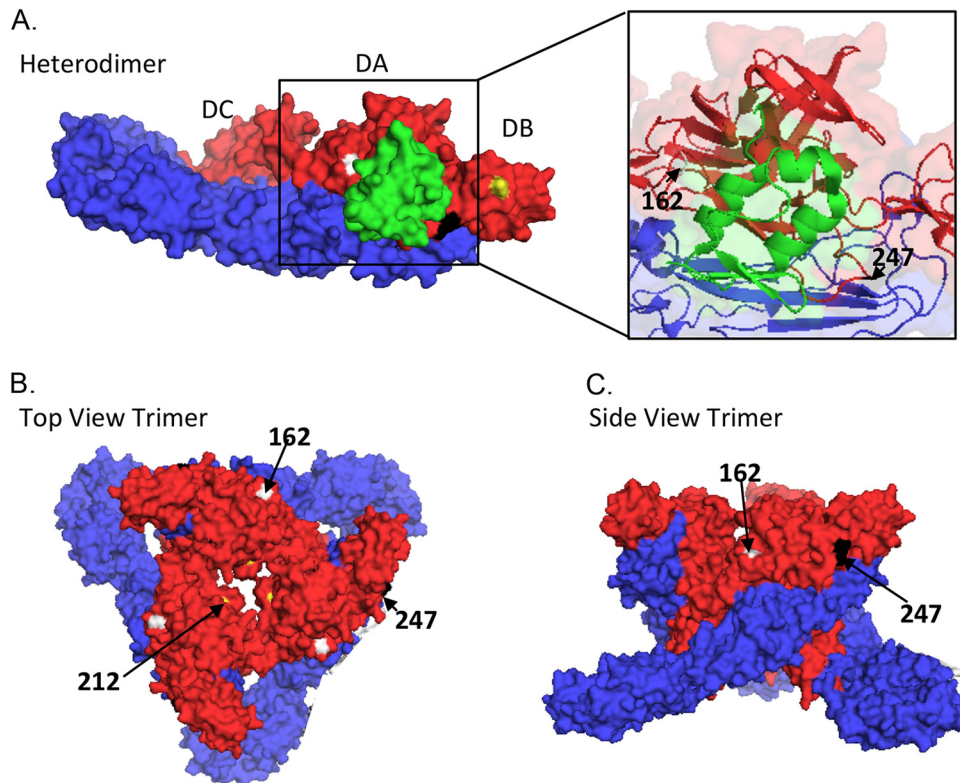 A.
Heterodimer
DA
DC
DB
162
247
B.
Top View Trimer
162
247
212
C.
Side View Trimer
162
247